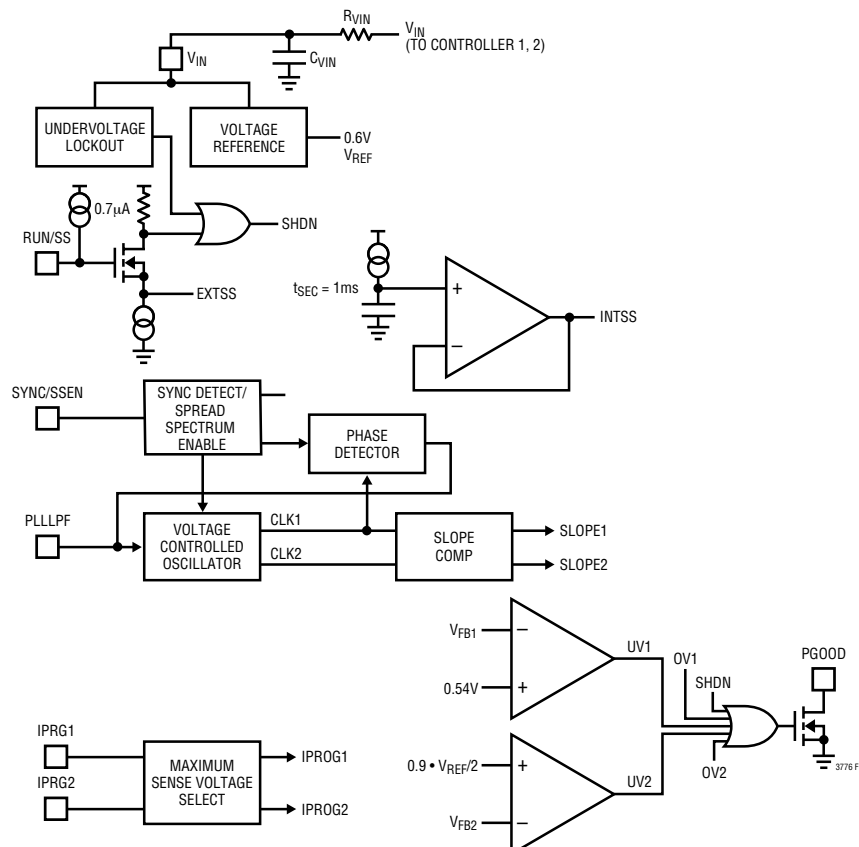 RVIN
VIN
(TO CONTROLLER 1, 2)
VIN
CVIN
UNDERVOLTAGE
LOCKOUT
VOLTAGE
REFERENCE
0.6V
VREF
0.7µA
SHDN
RUN/SS
EXTSS
tSEC = 1ms
+
−
INTSS
SYNC/SSEN
SYNC DETECT/
SPREAD
SPECTRUM
ENABLE
PHASE
DETECTOR
PLLLPF
VOLTAGE
CONTROLLED
OSCILLATOR
CLK1
CLK2
SLOPE
COMP
SLOPE1
SLOPE2
VFB1
−
0.54V
+
UV1
OV1
SHDN
PGOOD
IPRG1
IPRG2
MAXIMUM
SENSE VOLTAGE
SELECT
IPROG1
IPROG2
0.9 • VREF/2
+
VFB2
−
UV2
OV2
3776 F